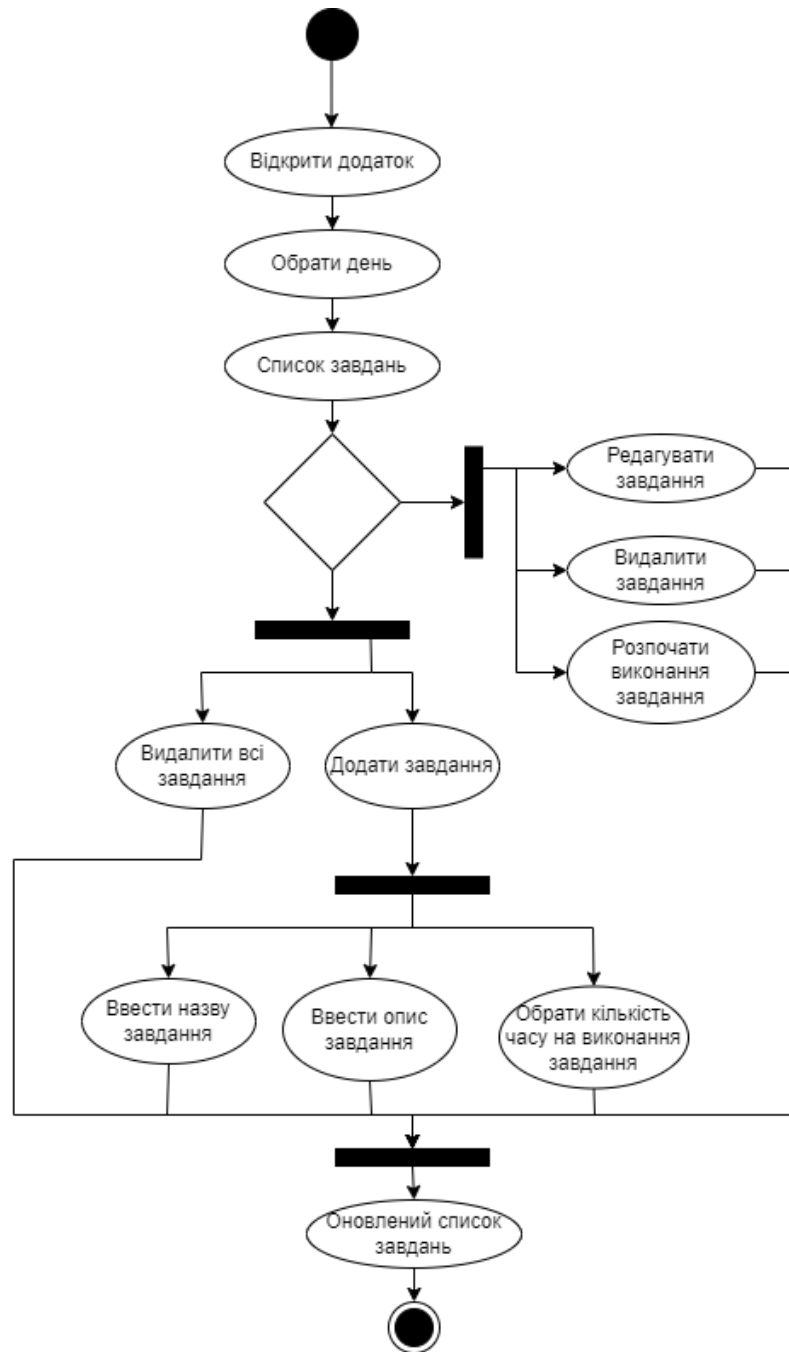 Відкрити додаток
Обрати день
Список завдань
Редагувати
завдання
Видалити
завдання
Розпочати
виконання
завдання
Видалити всі
завдання
Додати завдання
Ввести назву
завдання
Ввести опис
завдання
Обрати кількість
часу на виконання
завдання
Оновлений список
завдань